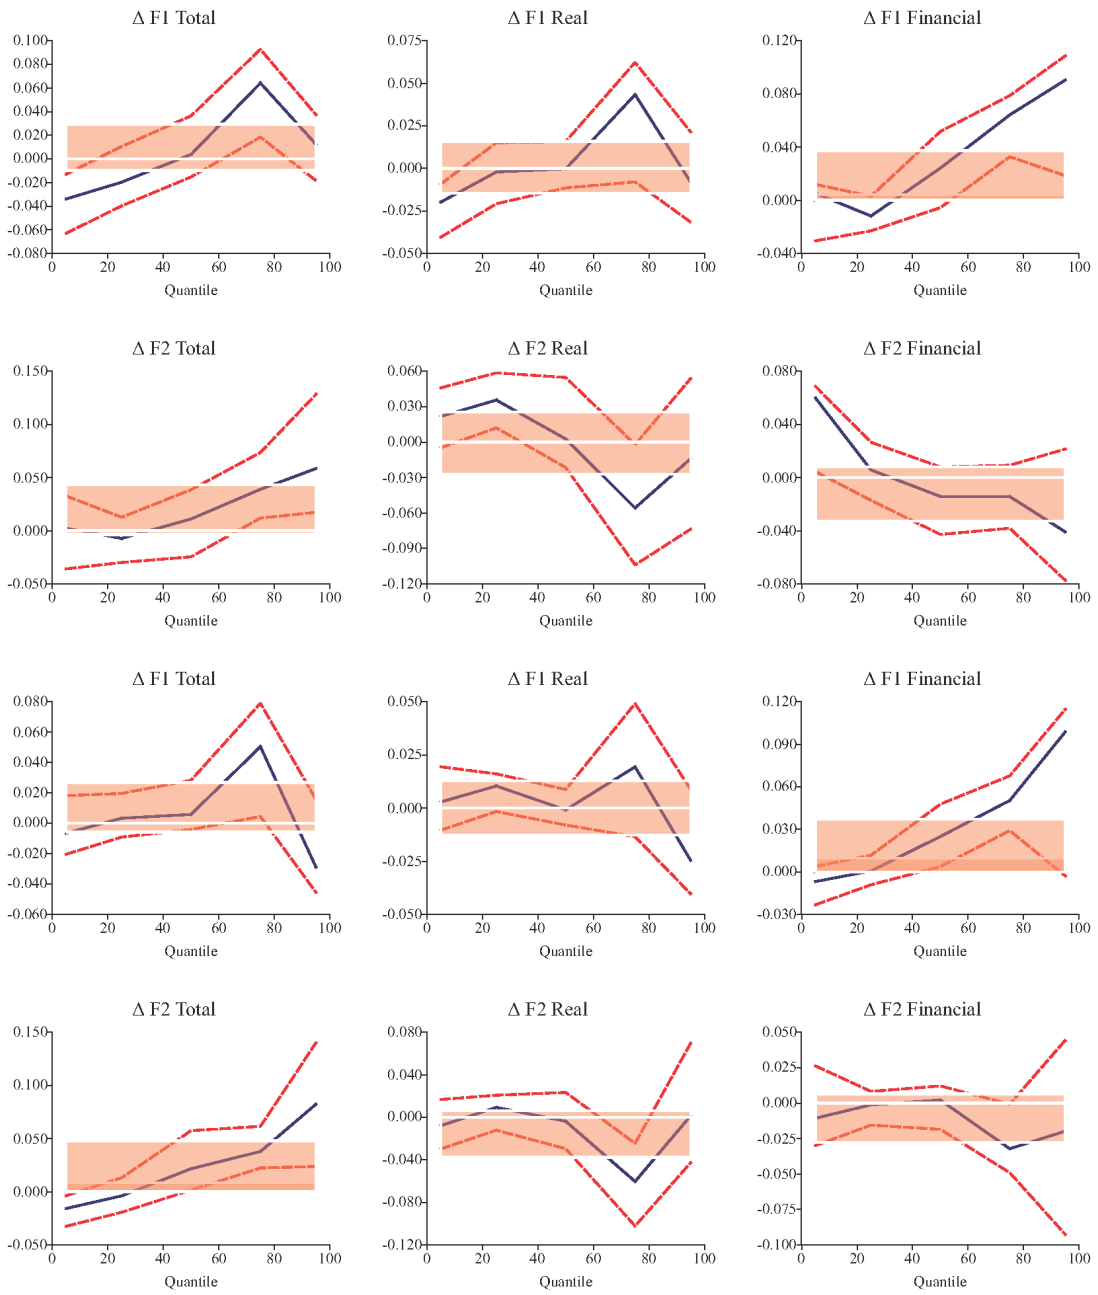 Δ F1 Total
0.100
0.080
0.060
0.040
0.020
0.000
-0.020
-0.040
-0.060
-0.080
0 20 40 60 80 100
Quantile
Δ F1 Real
0.075
0.050
0.025
0.000
-0.025
-0.050
0 20 40 60 80 100
Quantile
Δ F1 Financial
0.120
0.080
0.040
0.000
-0.040
0 20 40 60 80 100
Quantile
Δ F2 Total
0.150
0.100
0.050
0.000
-0.050
0 20 40 60 80 100
Quantile
Δ F2 Real
0.060
0.030
0.000
-0.030
-0.060
-0.090
-0.120
0 20 40 60 80 100
Quantile
Δ F2 Financial
0.080
0.040
0.000
-0.040
-0.080
0 20 40 60 80 100
Quantile
Δ F1 Total
0.080
0.060
0.040
0.020
0.000
-0.020
-0.040
-0.060
0 20 40 60 80 100
Quantile
Δ F1 Real
0.050
0.025
0.000
-0.025
-0.050
0 20 40 60 80 100
Quantile
Δ F1 Financial
0.120
0.090
0.060
0.030
0.000
-0.030
0 20 40 60 80 100
Quantile
Δ F2 Total
0.150
0.100
0.050
0.000
-0.050
0 20 40 60 80 100
Quantile
Δ F2 Real
0.080
0.040
0.000
-0.040
-0.080
-0.120
0 20 40 60 80 100
Quantile
Δ F2 Financial
0.050
0.025
0.000
-0.025
-0.050
-0.075
-0.100
0 20 40 60 80 100
Quantile